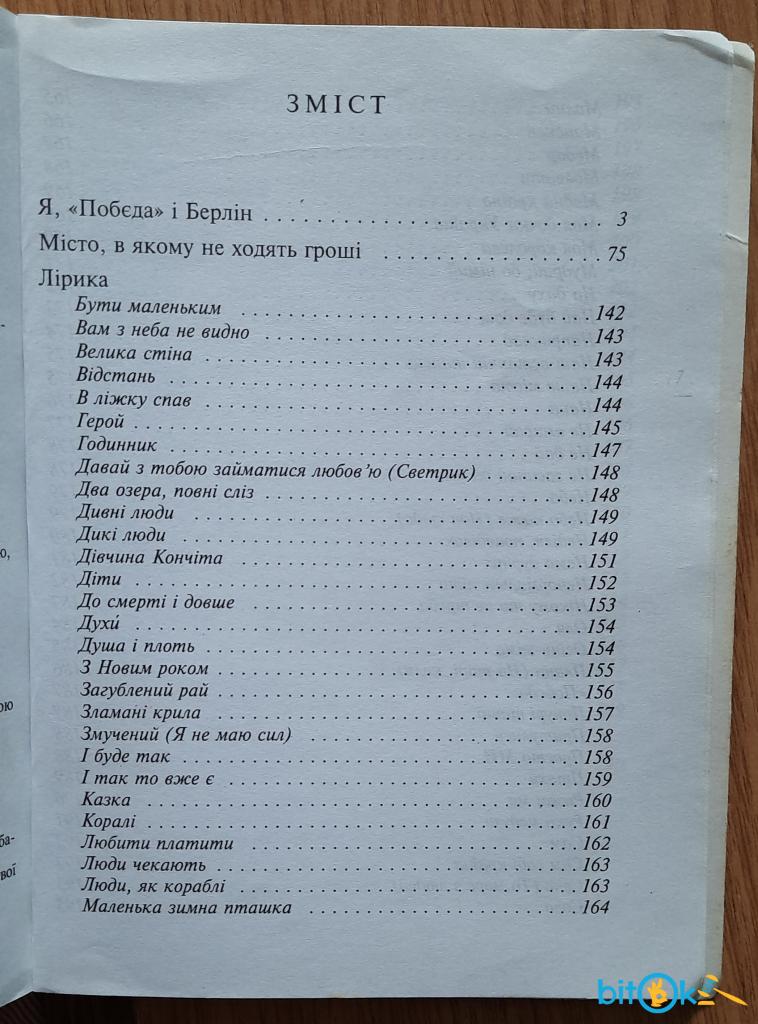 ЗМІСТ
Я, «Побєда» і Берлін . . . . . . . . . . . . . . . . . . . . . 3
Місто, в якому не ходять гроші . . . . . . . . . . . . . . 75
Лірика
Бути маленьким . . . . . . . . . . . . . . . . . . . . . 142
Вам з неба не видно . . . . . . . . . . . . . . . . . . . 143
Велика стіна . . . . . . . . . . . . . . . . . . . . . . . 143
Відстань . . . . . . . . . . . . . . . . . . . . . . . . . 144
В ліжку спав . . . . . . . . . . . . . . . . . . . . . . . 144
Герой . . . . . . . . . . . . . . . . . . . . . . . . . . . 145
Годинник . . . . . . . . . . . . . . . . . . . . . . . . . 147
Давай з тобою займатися любов’ю (Светрик) . . . . . . . 148
Два озера, повні сліз . . . . . . . . . . . . . . . . . . . 148
Дивні люди . . . . . . . . . . . . . . . . . . . . . . . . 149
Дикі люди . . . . . . . . . . . . . . . . . . . . . . . . . 149
Дівчина Кончіта . . . . . . . . . . . . . . . . . . . . . 151
Діти . . . . . . . . . . . . . . . . . . . . . . . . . . . . 152
До смерті і довше . . . . . . . . . . . . . . . . . . . . 153
Духи́ . . . . . . . . . . . . . . . . . . . . . . . . . . . . 154
Душа і плоть . . . . . . . . . . . . . . . . . . . . . . . 154
З Новим роком . . . . . . . . . . . . . . . . . . . . . . 155
Загублений рай . . . . . . . . . . . . . . . . . . . . . . 156
Зламані крила . . . . . . . . . . . . . . . . . . . . . . 157
Змучений (Я не маю сил) . . . . . . . . . . . . . . . . 158
І буде так . . . . . . . . . . . . . . . . . . . . . . . . . 158
І так то вже є . . . . . . . . . . . . . . . . . . . . . . 159
Казка . . . . . . . . . . . . . . . . . . . . . . . . . . . 160
Коралі . . . . . . . . . . . . . . . . . . . . . . . . . . . 161
Любити платити . . . . . . . . . . . . . . . . . . . . . 162
Люди чекають . . . . . . . . . . . . . . . . . . . . . . 163
Люди, як кораблі . . . . . . . . . . . . . . . . . . . . . 163
Маленька зимна пташка . . . . . . . . . . . . . . . . . 164
bitok